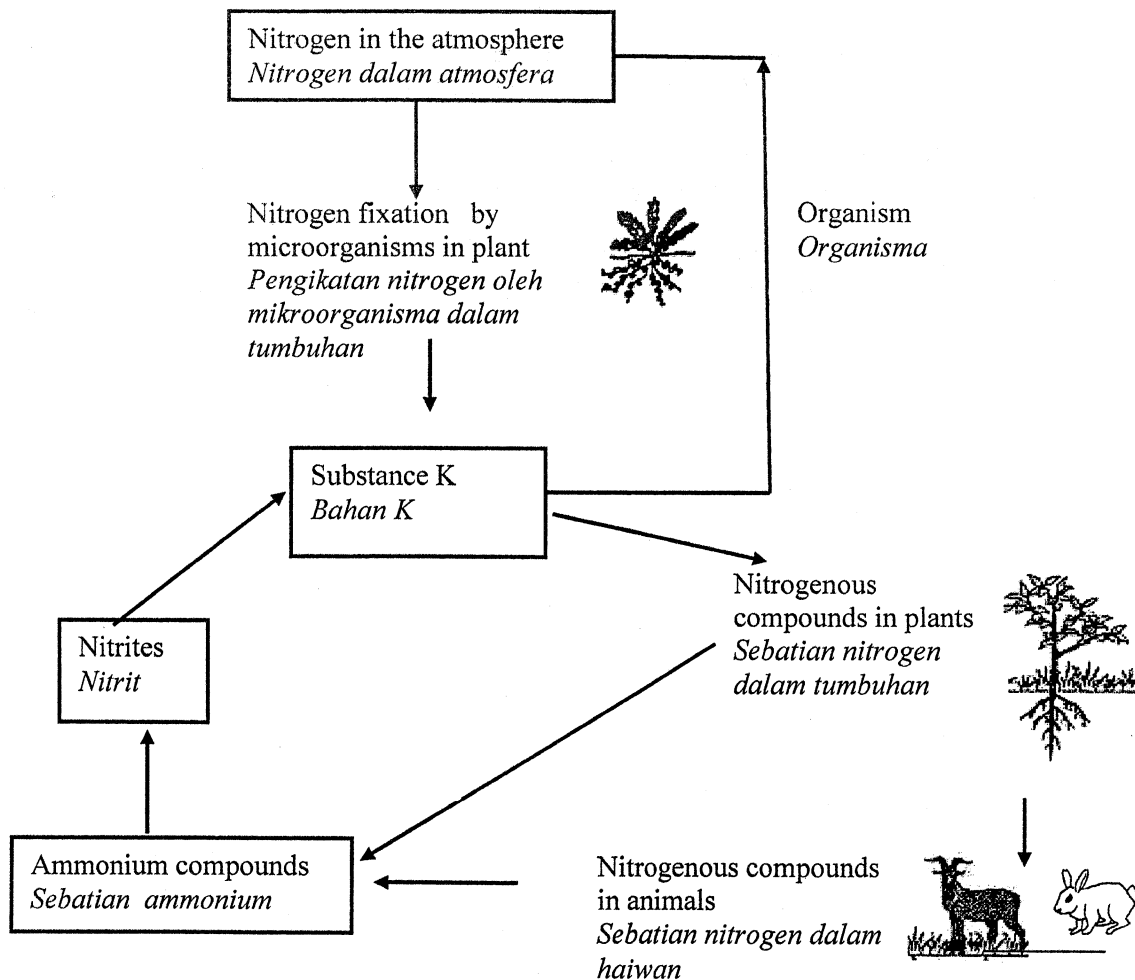 Nitrogen in the atmosphere
Nitrogen dalam atmosfera
Nitrogen fixation by
microorganisms in plant
Pengikatan nitrogen oleh
mikroorganisma dalam
tumbuhan
Organism
Organisma
Substance K
Bahan K
Nitrogenous
compounds in plants
Sebatian nitrogen
dalam tumbuhan
Nitrites
Nitrit
Ammonium compounds
Sebatian ammonium
Nitrogenous compounds
in animals
Sebatian nitrogen dalam
haiwan